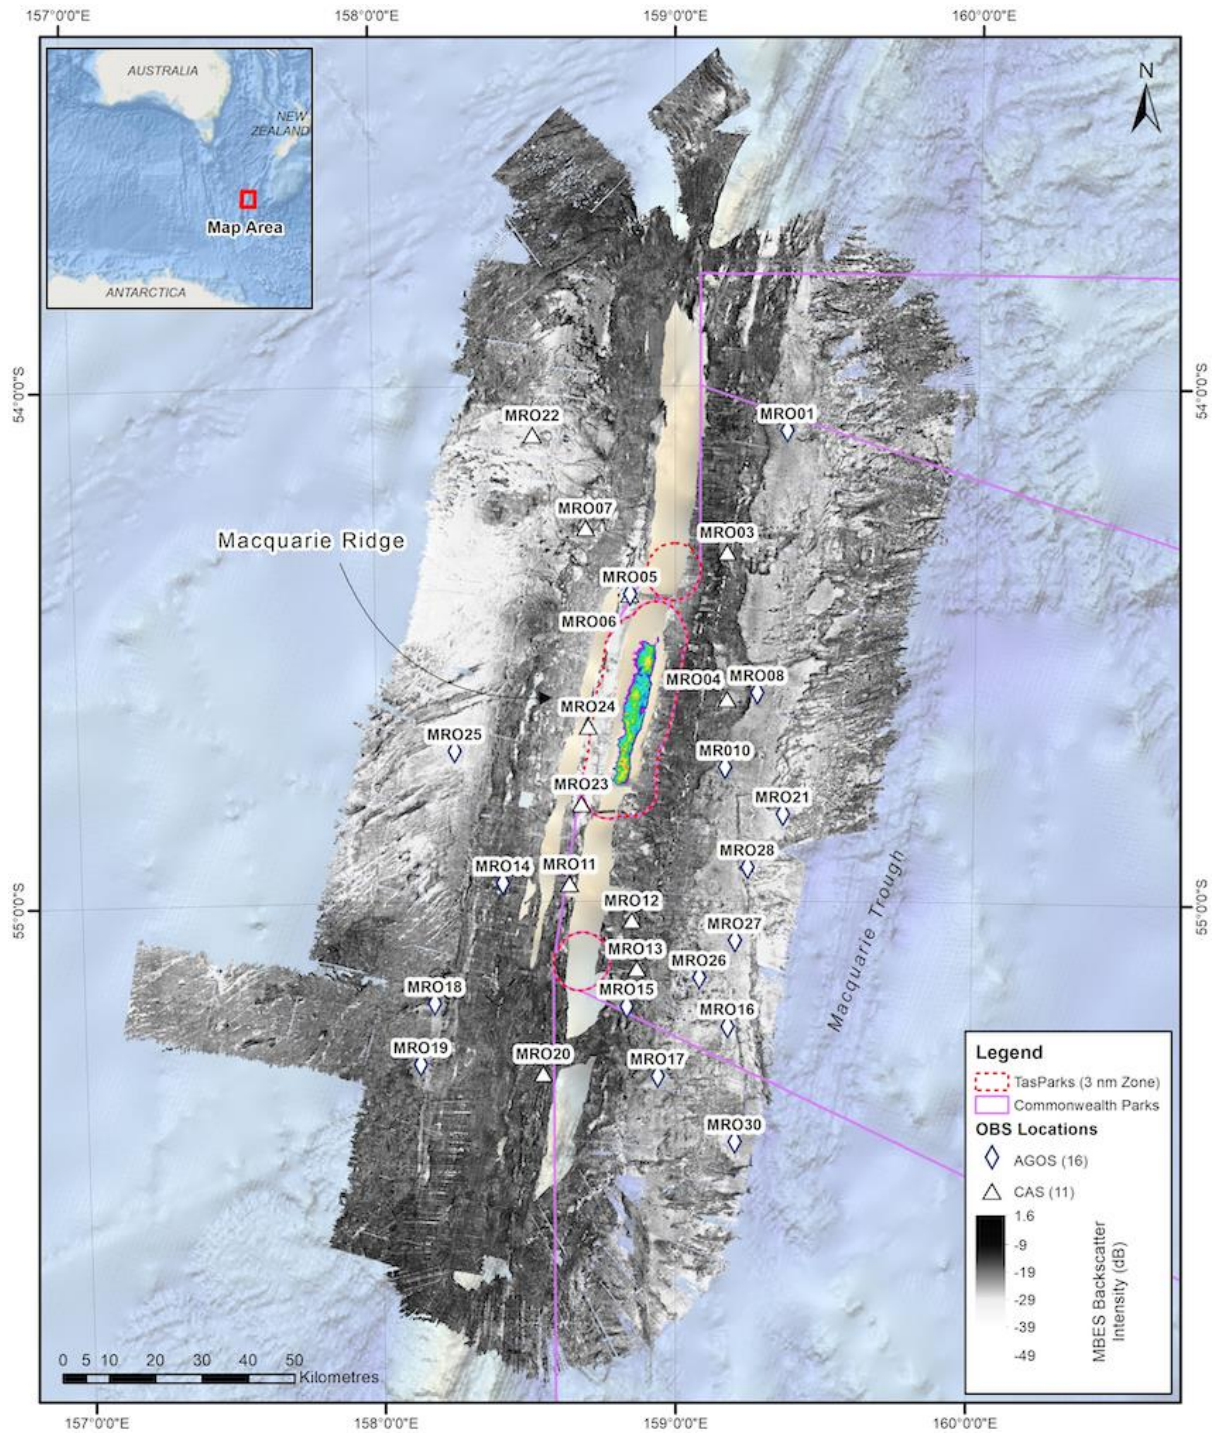 157°0'0"E
158°0'0"E
159°0'0"E
160°0'0"E
AUSTRALIA
NEW
ZEALAND
Map Area
ANTARCTICA
N
54°0'0"S
54°0'0"S
MRO22
MRO01
MRO07
MRO03
Macquarie Ridge
MRO05
MRO06
MRO04
MRO08
MRO24
MRO25
MR010
MRO23
MRO21
MRO28
MRO14
MRO11
MRO12
55°0'0"S
55°0'0"S
MRO27
MRO13
MRO26
Macquarie Trough
MRO18
MRO15
MRO16
MRO19
MRO20
MRO17
MRO30
Legend
TasParks (3 nm Zone)
Commonwealth Parks
OBS Locations
AGOS (16)
CAS (11)
1.6
-9
-19
-29
-39
-49
MBES Backscatter
Intensity (dB)
0 5 10 20 30 40 50
Kilometres
157°0'0"E
158°0'0"E
159°0'0"E
160°0'0"E